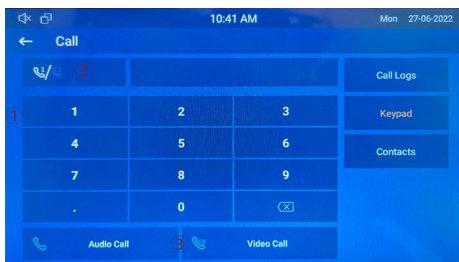 10:41 AM Mon 27-06-2022
← Call
2 Call Logs
1 1 2 3 Keypad
4 5 6 Contacts
7 8 9
. 0
Audio Call 3 Video Call